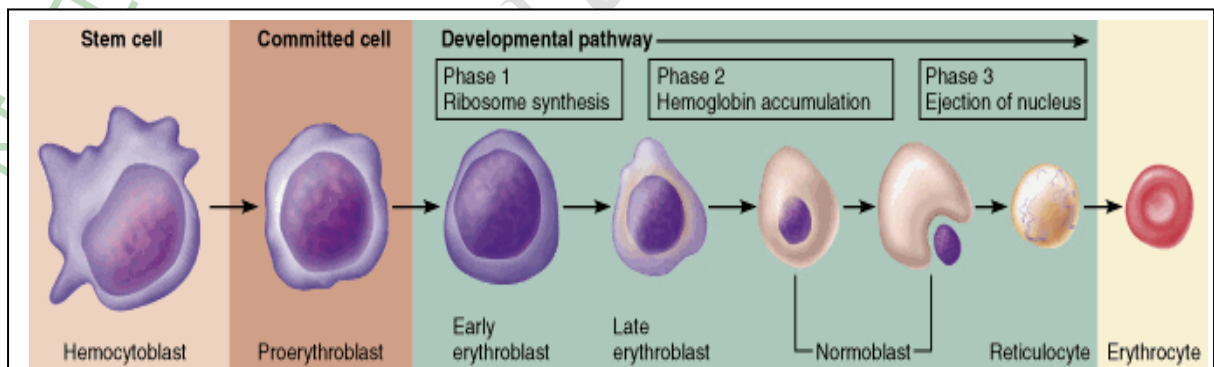 Stem cell
Committed cell
Developmental pathway
Phase 1
Ribosome synthesis
Phase 2
Hemoglobin accumulation
Phase 3
Ejection of nucleus
Hemocytoblast
Proerythroblast
Early
erythroblast
Late
erythroblast
Normoblast
Reticulocyte
Erythrocyte